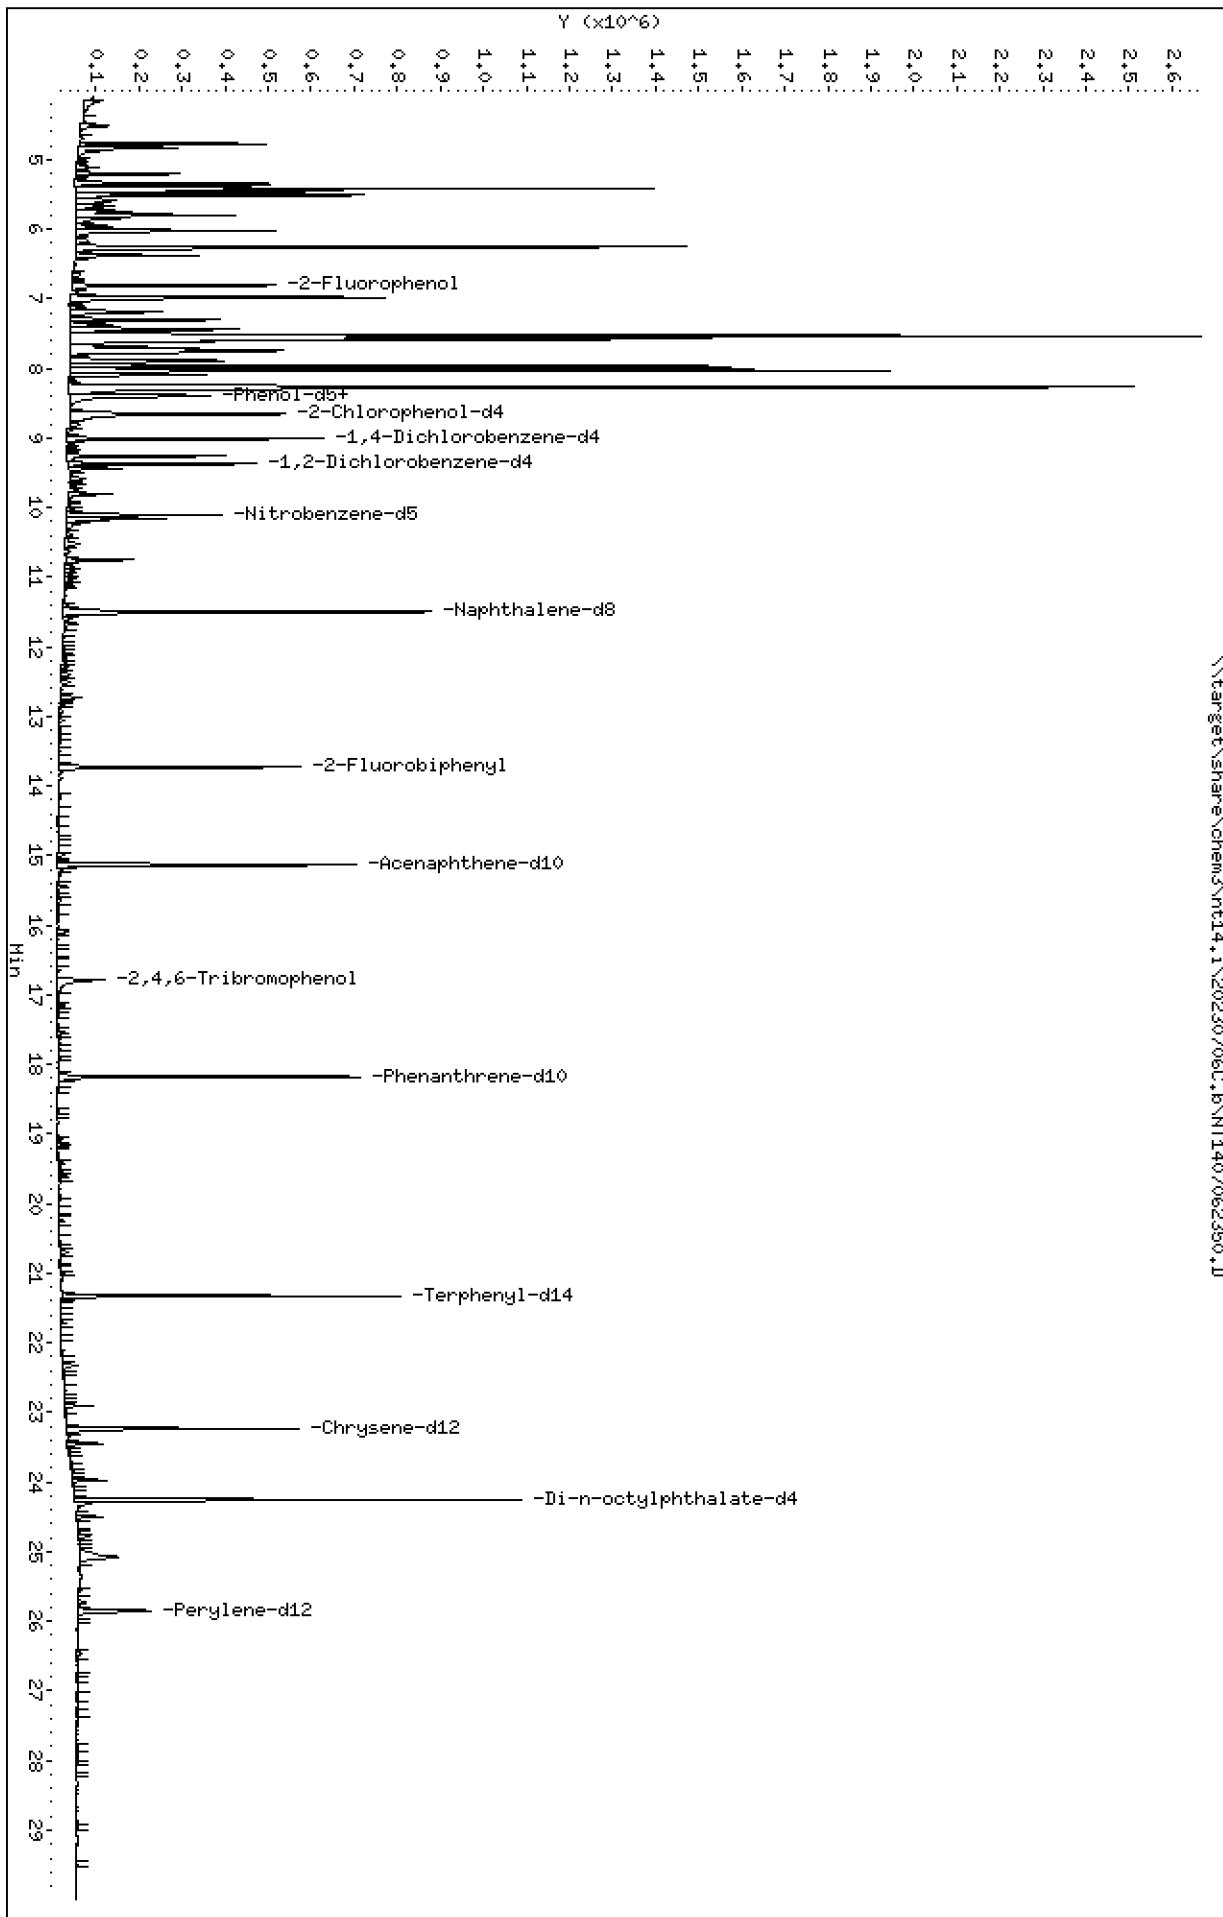 Y (x10^6)
0.1
0.2
0.3
0.4
0.5
0.6
0.7
0.8
0.9
1.0
1.1
1.2
1.3
1.4
1.5
1.6
1.7
1.8
1.9
2.0
2.1
2.2
2.3
2.4
2.5
2.6
5
6
-2-Fluorophenol
7
8
-Phenol-d5+
-2-Chlorophenol-d4
9
-1,4-Dichlorobenzene-d4
-1,2-Dichlorobenzene-d4
10
-Nitrobenzene-d5
11
-Naphthalene-d8
12
13
-2-Fluorobiphenyl
14
15
-Acenaphthene-d10
16
-2,4,6-Tribromophenol
17
18
-Phenanthrene-d10
19
20
21
-Terphenyl-d14
22
23
-Chrysene-d12
24
-Di-n-octylphthalate-d4
25
-Perylene-d12
26
27
28
29
Min
\\target\share\chem3\nt14.i\20230706C.b\NT1407062350.D